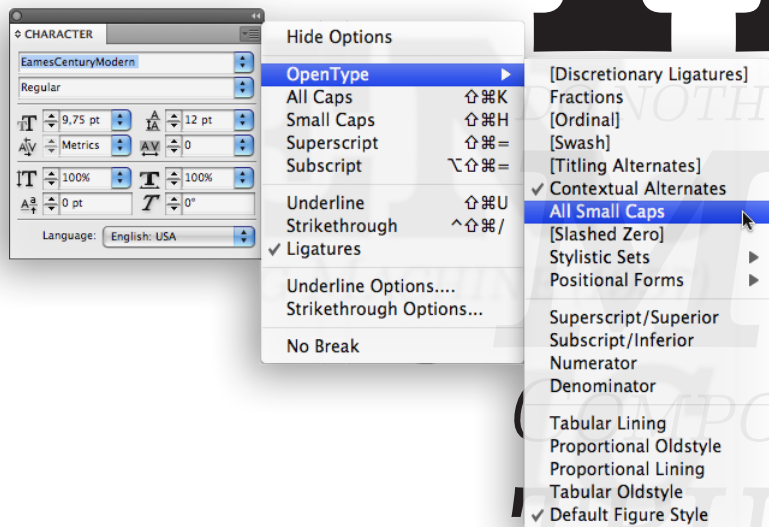 CHARACTER
EamesCenturyModern
Regular
9,75 pt
12 pt
Metrics
0
100%
100%
0 pt
0°
Language: English: USA
Hide Options
OpenType
All Caps ⇧⌘K
Small Caps ⇧⌘H
Superscript ⇧⌘=
Subscript ⌥⇧⌘=
Underline ⇧⌘U
Strikethrough ^⇧⌘/
✓ Ligatures
Underline Options....
Strikethrough Options...
No Break
[Discretionary Ligatures]
Fractions
[Ordinal]
[Swash]
[Titling Alternates]
✓ Contextual Alternates
All Small Caps
[Slashed Zero]
Stylistic Sets
Positional Forms
Superscript/Superior
Subscript/Inferior
Numerator
Denominator
Tabular Lining
Proportional Oldstyle
Proportional Lining
Tabular Oldstyle
✓ Default Figure Style